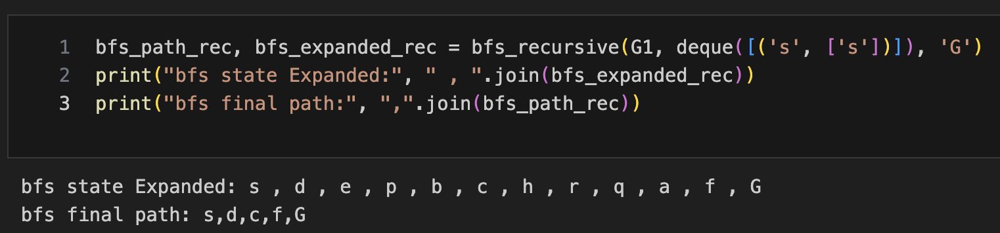 1 bfs_path_rec, bfs_expanded_rec = bfs_recursive(G1, deque([('s', ['s'])]), 'G')
2 print("bfs state Expanded:", " , ".join(bfs_expanded_rec))
3 print("bfs final path:", ",".join(bfs_path_rec))
bfs state Expanded: s , d , e , p , b , c , h , r , q , a , f , G
bfs final path: s,d,c,f,G